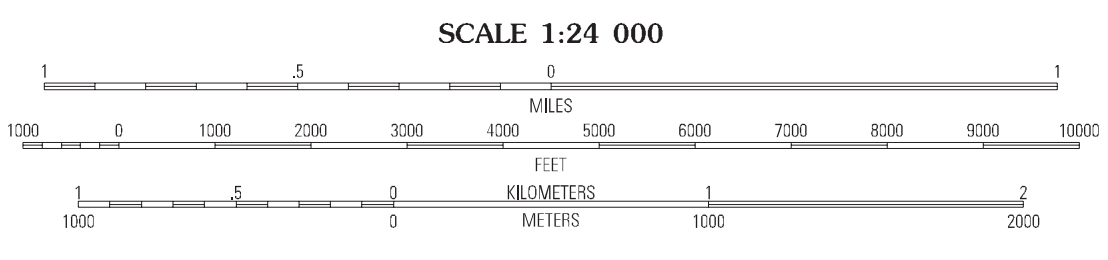 SCALE 1:24 000
1 .5 0 1
MILES
1000 0 1000 2000 3000 4000 5000 6000 7000 8000 9000 10000
FEET
1 .5 0 KILOMETERS 1 2
1000 0 METERS 1000 2000